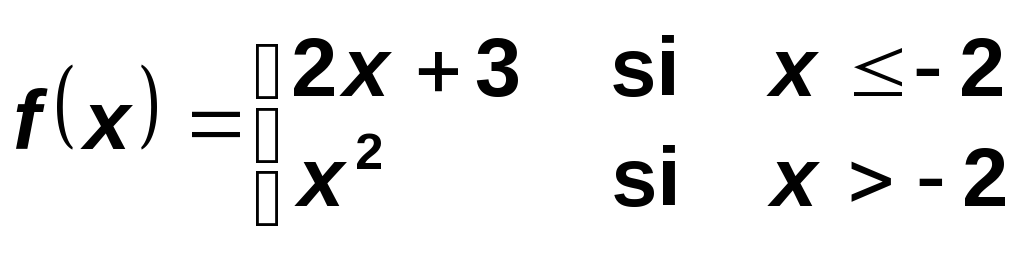 2x + 3 si x ≤ - 2
f(x) =
x² si x > - 2